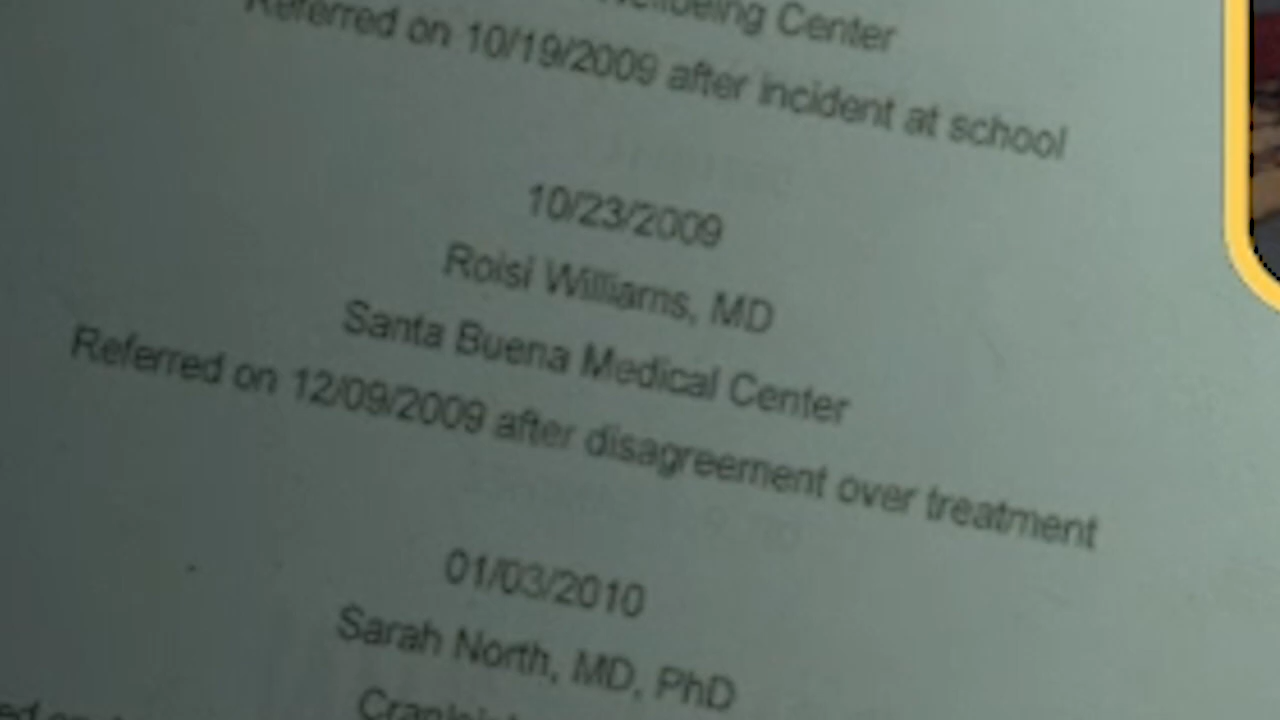 Center
Referred on 10/19/2009 after incident at school
10/23/2009
Roisi Williams, MD
Santa Buena Medical Center
Referred on 12/09/2009 after disagreement over treatment
01/03/2010
Sarah North, MD, PhD